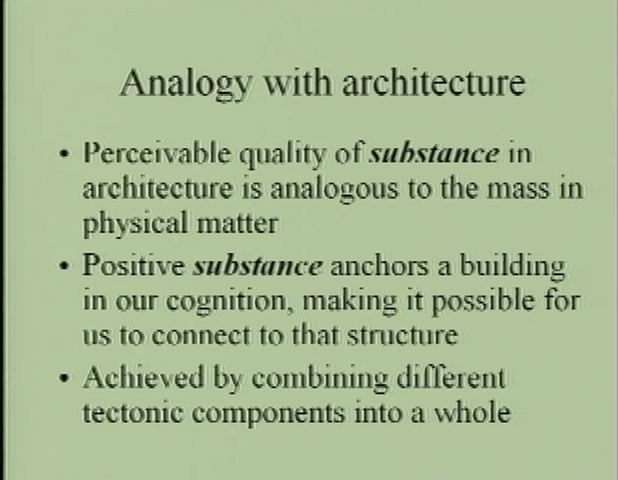 Analogy with architecture
• Perceivable quality of substance in
architecture is analogous to the mass in
physical matter
• Positive substance anchors a building
in our cognition, making it possible for
us to connect to that structure
• Achieved by combining different
tectonic components into a whole